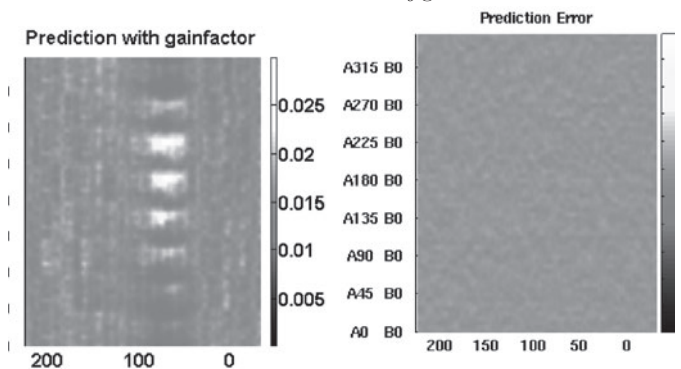 Prediction with gainfactor
0.025
0.02
0.015
0.01
0.005
200 100 0
Prediction Error
A315 B0
A270 B0
A225 B0
A180 B0
A135 B0
A90 B0
A45 B0
A0 B0
200 150 100 50 0